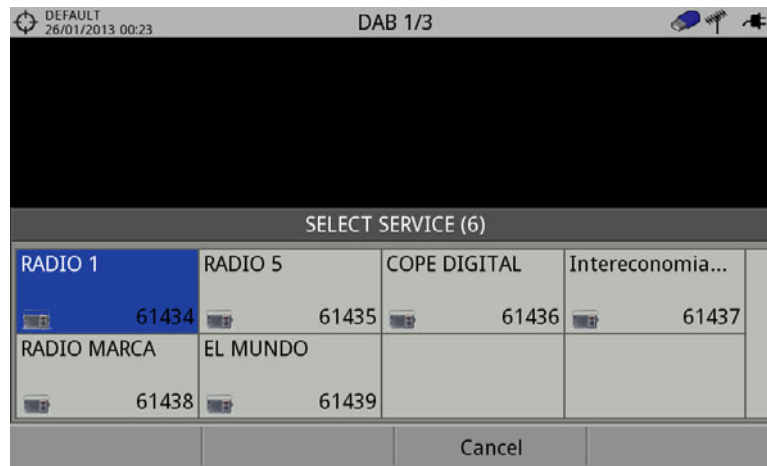 DEFAULT
26/01/2013 00:23
DAB 1/3
SELECT SERVICE (6)
RADIO 1
61434
RADIO 5
61435
COPE DIGITAL
61436
Intereconomia...
61437
RADIO MARCA
61438
EL MUNDO
61439
Cancel